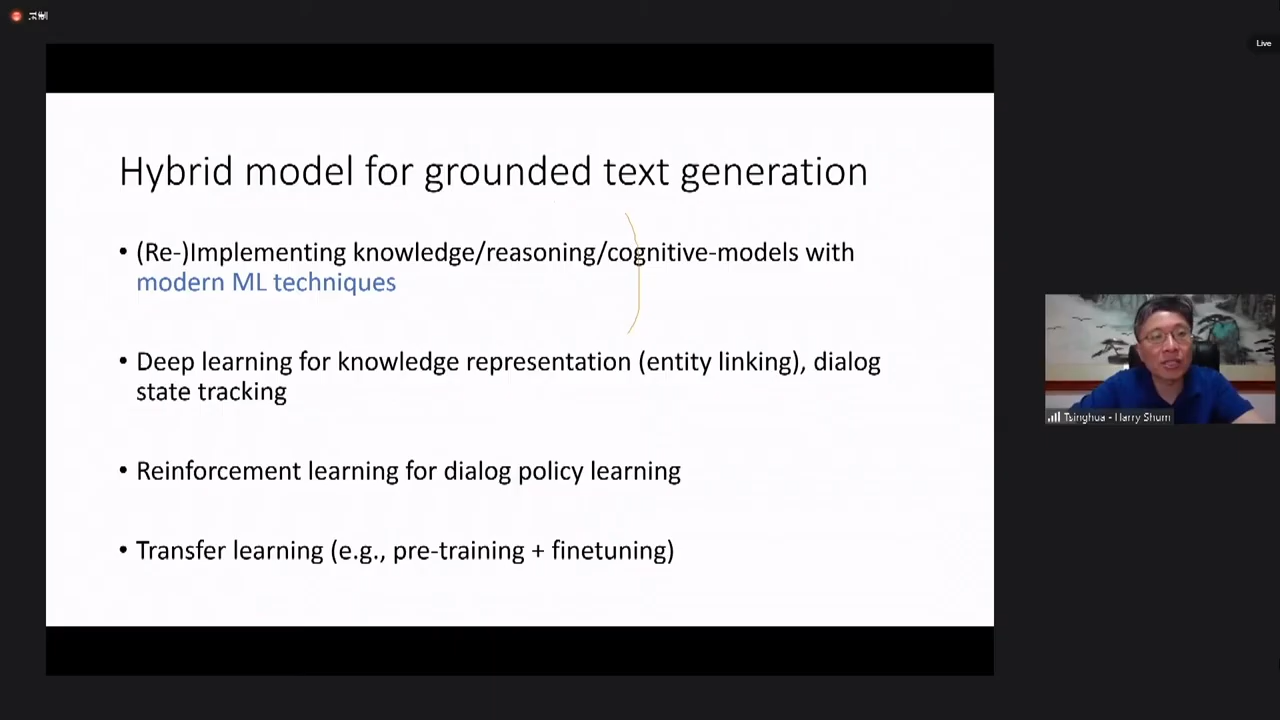 Live
Hybrid model for grounded text generation
• (Re-)Implementing knowledge/reasoning/cognitive-models with
modern ML techniques
• Deep learning for knowledge representation (entity linking), dialog
state tracking
• Reinforcement learning for dialog policy learning
• Transfer learning (e.g., pre-training + finetuning)
Tsinghua - Harry Shum